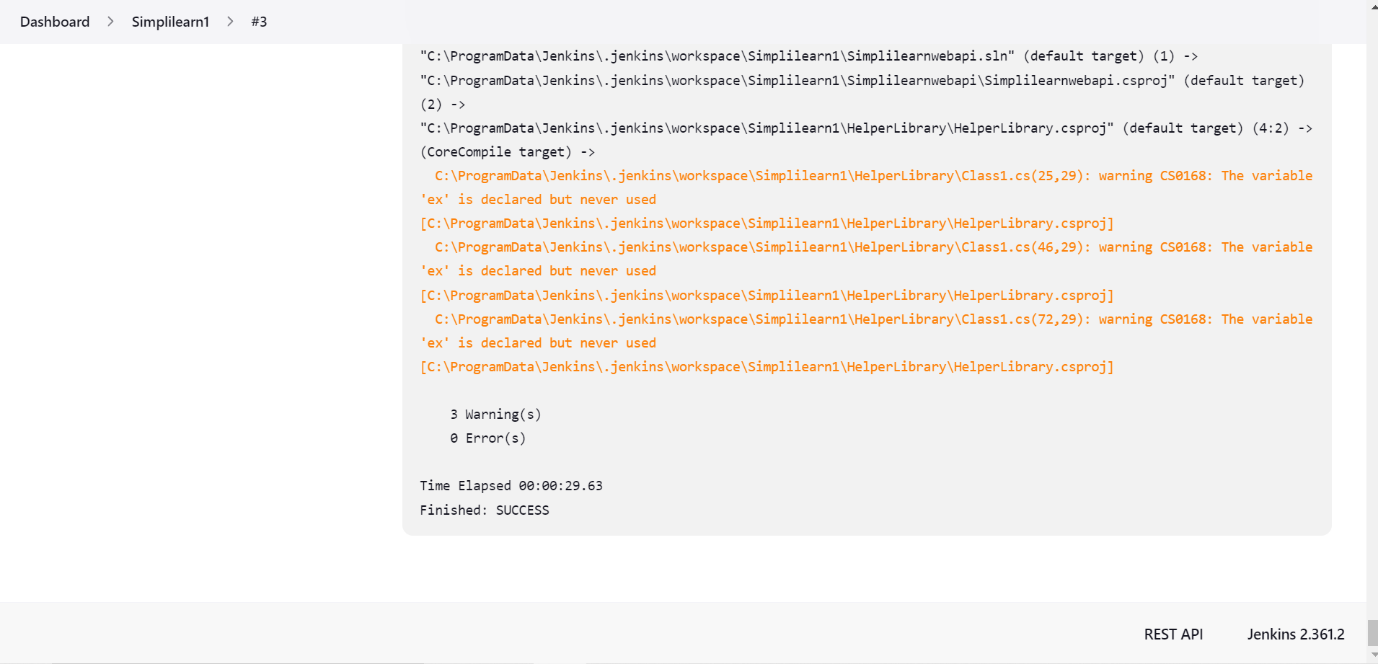 Dashboard > Simplilearn1 > #3
"C:\ProgramData\Jenkins\.jenkins\workspace\Simplilearn1\Simplilearnwebapi.sln" (default target) (1) ->
"C:\ProgramData\Jenkins\.jenkins\workspace\Simplilearn1\Simplilearnwebapi\Simplilearnwebapi.csproj" (default target)
(2) ->
"C:\ProgramData\Jenkins\.jenkins\workspace\Simplilearn1\HelperLibrary\HelperLibrary.csproj" (default target) (4:2) ->
(CoreCompile target) ->
C:\ProgramData\Jenkins\.jenkins\workspace\Simplilearn1\HelperLibrary\Class1.cs(25,29): warning CS0168: The variable
'ex' is declared but never used
[C:\ProgramData\Jenkins\.jenkins\workspace\Simplilearn1\HelperLibrary\HelperLibrary.csproj]
C:\ProgramData\Jenkins\.jenkins\workspace\Simplilearn1\HelperLibrary\Class1.cs(46,29): warning CS0168: The variable
'ex' is declared but never used
[C:\ProgramData\Jenkins\.jenkins\workspace\Simplilearn1\HelperLibrary\HelperLibrary.csproj]
C:\ProgramData\Jenkins\.jenkins\workspace\Simplilearn1\HelperLibrary\Class1.cs(72,29): warning CS0168: The variable
'ex' is declared but never used
[C:\ProgramData\Jenkins\.jenkins\workspace\Simplilearn1\HelperLibrary\HelperLibrary.csproj]
3 Warning(s)
0 Error(s)
Time Elapsed 00:00:29.63
Finished: SUCCESS
REST API Jenkins 2.361.2